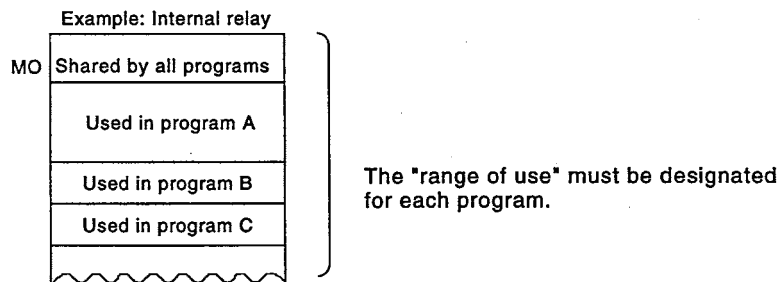 Example: Internal relay
MO Shared by all programs
Used in program A
Used in program B
Used in program C
The "range of use" must be designated
for each program.